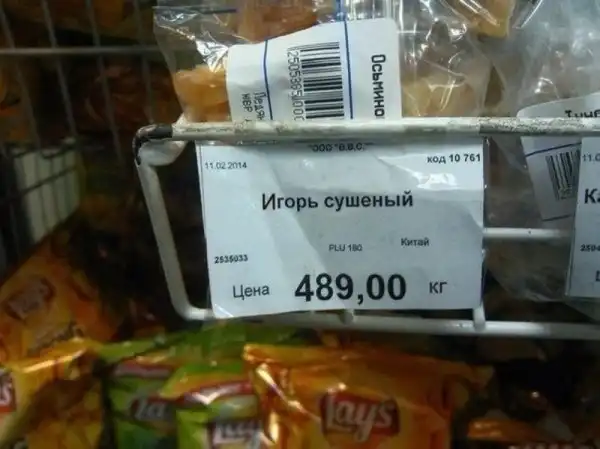 Осьмино
ООО "В.В.С."
11.02.2014
код 10 761
Игорь сушеный
PLU 180
Китай
2535033
Цена 489,00 кг
Lay's